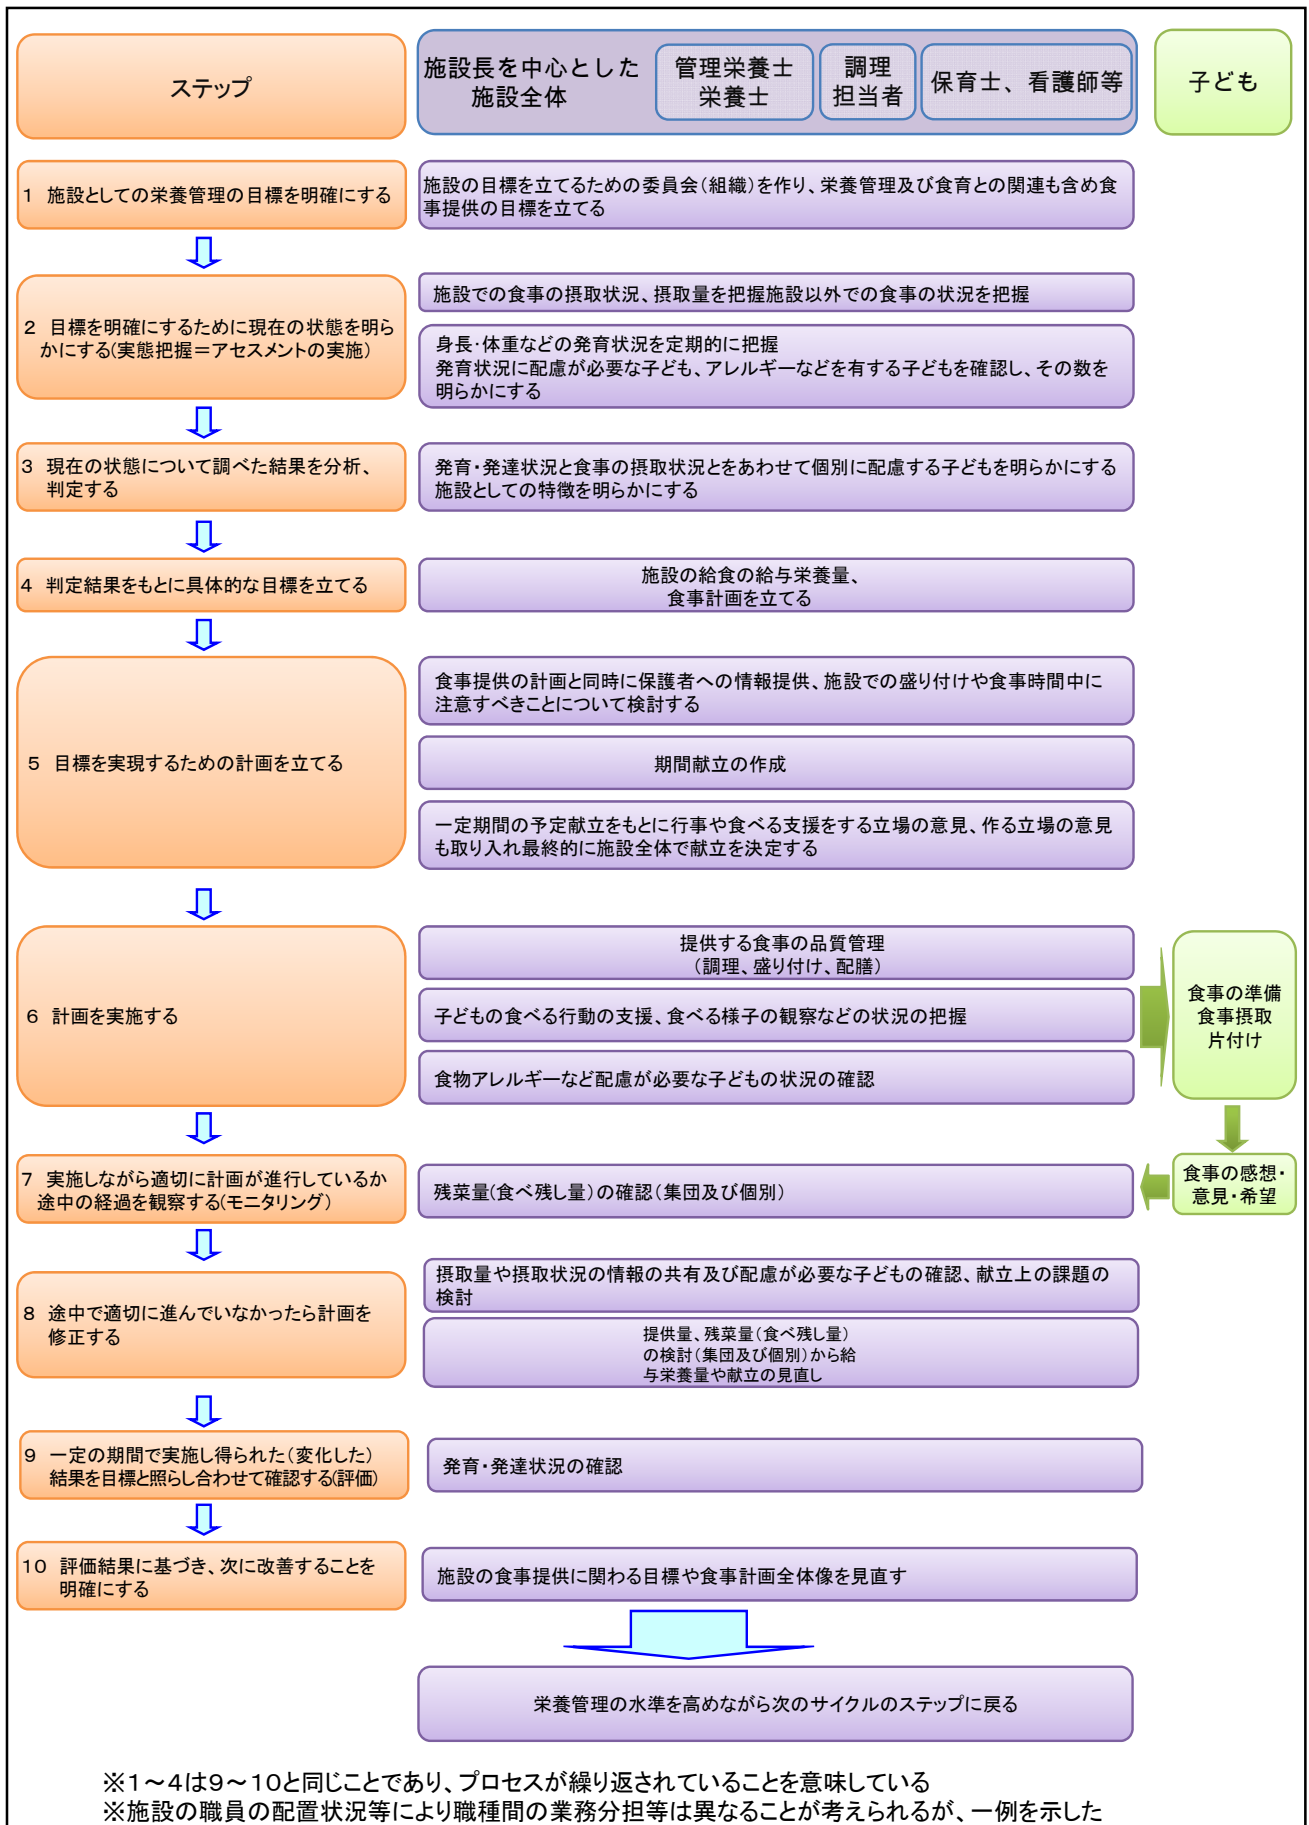 ステップ
施設長を中心とした
施設全体
管理栄養士
栄養士
調理
担当者
保育士、看護師等
子ども
1 施設としての栄養管理の目標を明確にする
施設の目標を立てるための委員会(組織)を作り、栄養管理及び食育との関連も含め食
事提供の目標を立てる
2 目標を明確にするために現在の状態を明ら
かにする(実態把握=アセスメントの実施)
施設での食事の摂取状況、摂取量を把握施設以外での食事の状況を把握
身長・体重などの発育状況を定期的に把握
発育状況に配慮が必要な子ども、アレルギーなどを有する子どもを確認し、その数を
明らかにする
3 現在の状態について調べた結果を分析、
判定する
発育・発達状況と食事の摂取状況とをあわせて個別に配慮する子どもを明らかにする
施設としての特徴を明らかにする
4 判定結果をもとに具体的な目標を立てる
施設の給食の給与栄養量、
食事計画を立てる
5 目標を実現するための計画を立てる
食事提供の計画と同時に保護者への情報提供、施設での盛り付けや食事時間中に
注意すべきことについて検討する
期間献立の作成
一定期間の予定献立をもとに行事や食べる支援をする立場の意見、作る立場の意見
も取り入れ最終的に施設全体で献立を決定する
6 計画を実施する
提供する食事の品質管理
(調理、盛り付け、配膳)
子どもの食べる行動の支援、食べる様子の観察などの状況の把握
食物アレルギーなど配慮が必要な子どもの状況の確認
食事の準備
食事摂取
片付け
7 実施しながら適切に計画が進行しているか
途中の経過を観察する(モニタリング)
残菜量(食べ残し量)の確認(集団及び個別)
食事の感想・
意見・希望
8 途中で適切に進んでいなかったら計画を
修正する
摂取量や摂取状況の情報の共有及び配慮が必要な子どもの確認、献立上の課題の
検討
提供量、残菜量(食べ残し量)
の検討(集団及び個別)から給
与栄養量や献立の見直し
9 一定の期間で実施し得られた(変化した)
結果を目標と照らし合わせて確認する(評価)
発育・発達状況の確認
10 評価結果に基づき、次に改善することを
明確にする
施設の食事提供に関わる目標や食事計画全体像を見直す
栄養管理の水準を高めながら次のサイクルのステップに戻る
※1~4は9~10と同じことであり、プロセスが繰り返されていることを意味している
※施設の職員の配置状況等により職種間の業務分担等は異なることが考えられるが、一例を示した